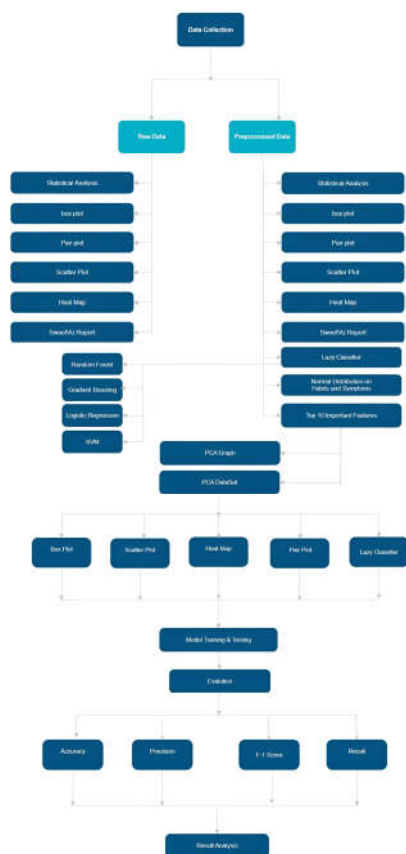 Data Collection
Raw Data
Preprocessed Data
Statistical Analysis
Statistical Analysis
box plot
box plot
Pair plot
Pair plot
Scatter Plot
Scatter Plot
Heat Map
Heat Map
SweetViz Report
SweetViz Report
Random Forest
Lazy Classifier
Gradient Boosting
Normal Distribution on
Habits and Symptoms
Logistic Regression
Top 10 Important Features
SVM
PCA Graph
PCA DataSet
Box Plot
Scatter Plot
Heat Map
Pair Plot
Lazy Classifier
Model Training & Testing
Evalution
Accuracy
Precision
F-1 Score
Recall
Result Analysis